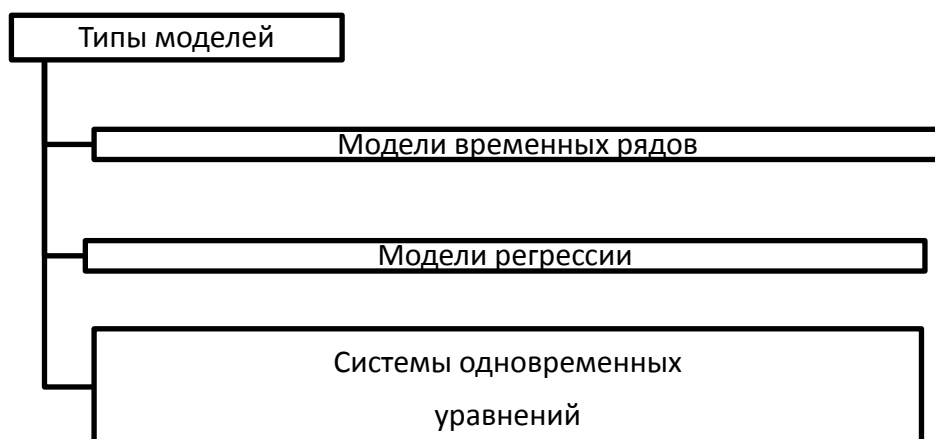 Типы моделей
Модели временных рядов
Модели регрессии
Системы одновременных
уравнений